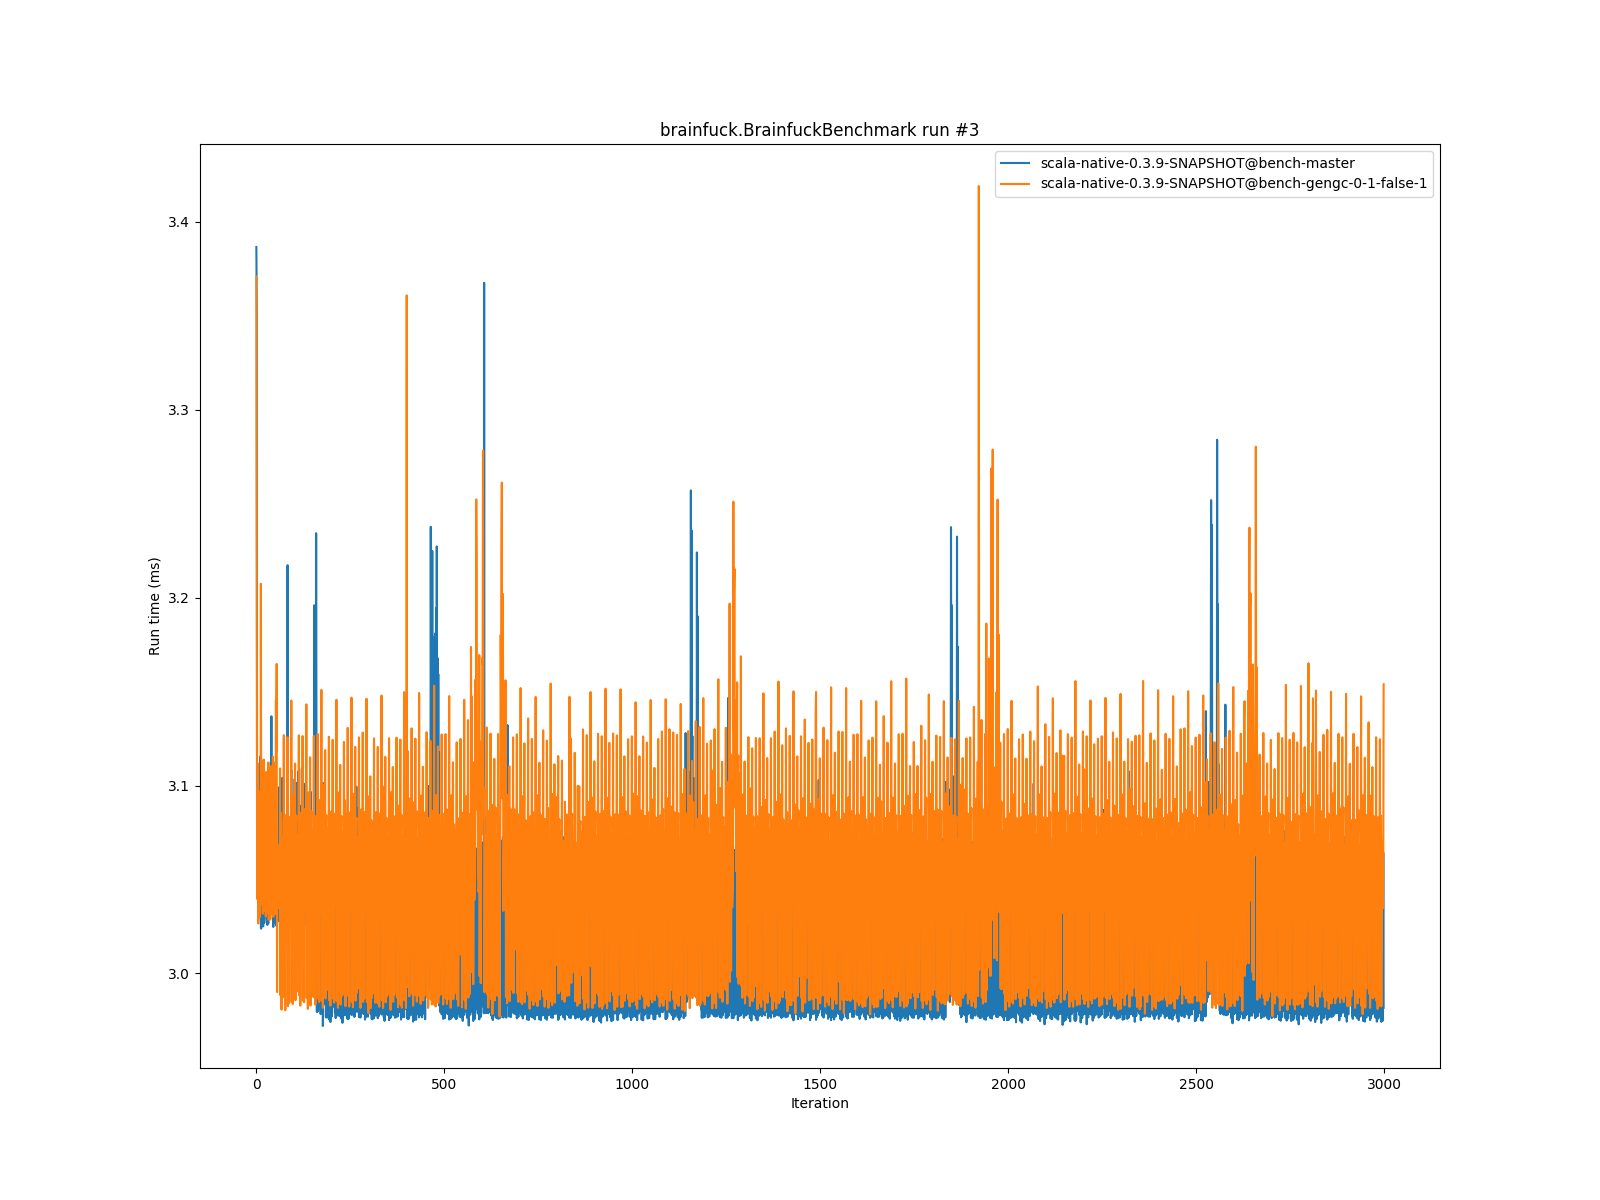 brainfuck.BrainfuckBenchmark run #3
scala-native-0.3.9-SNAPSHOT@bench-master
scala-native-0.3.9-SNAPSHOT@bench-gengc-0-1-false-1
Run time (ms)
3.4
3.3
3.2
3.1
3.0
0
500
1000
1500
2000
2500
3000
Iteration